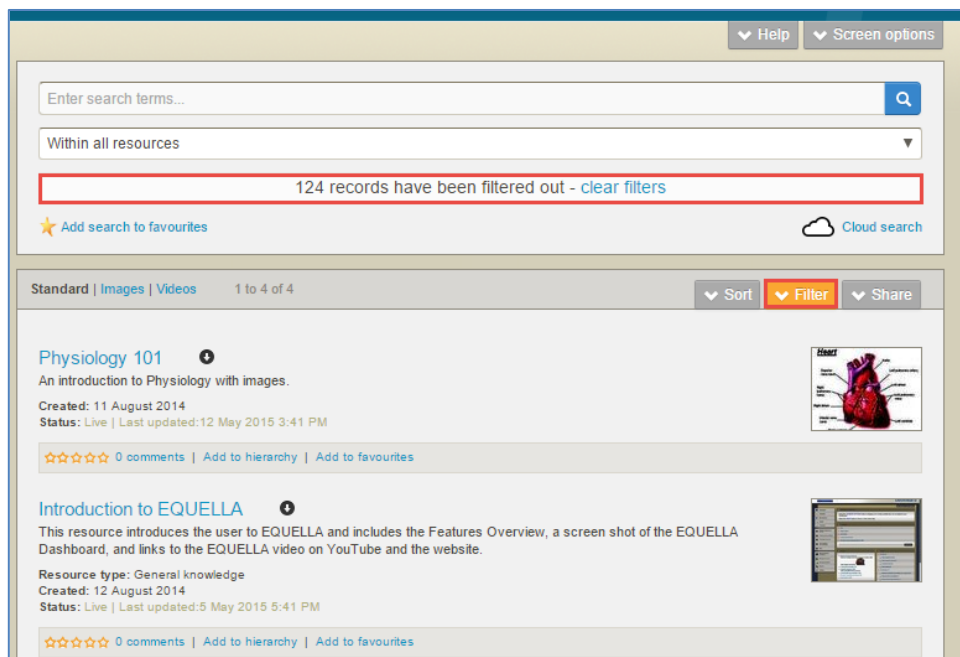 Help
Screen options
Enter search terms...
Within all resources
124 records have been filtered out - clear filters
Add search to favourites
Cloud search
Standard | Images | Videos 1 to 4 of 4
Sort
Filter
Share
Physiology 101
An introduction to Physiology with images.
Created: 11 August 2014
Status: Live | Last updated:12 May 2015 3:41 PM
Heart
0 comments | Add to hierarchy | Add to favourites
Introduction to EQUELLA
This resource introduces the user to EQUELLA and includes the Features Overview, a screen shot of the EQUELLA
Dashboard, and links to the EQUELLA video on YouTube and the website.
Resource type: General knowledge
Created: 12 August 2014
Status: Live | Last updated:5 May 2015 5:41 PM
0 comments | Add to hierarchy | Add to favourites